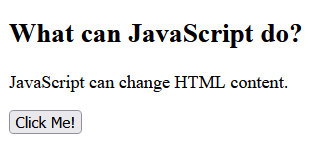 What can JavaScript do?
JavaScript can change HTML content.
Click Me!